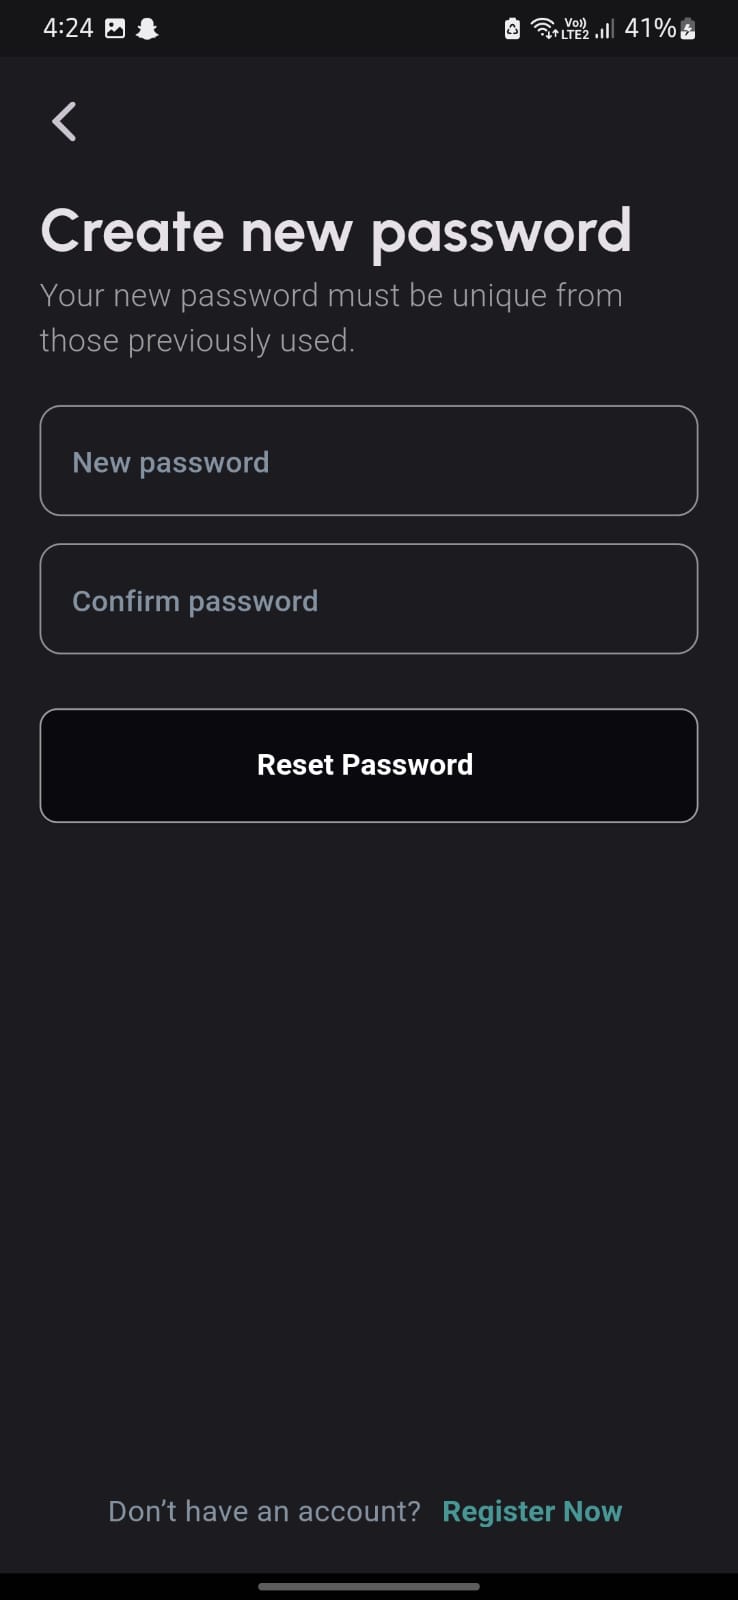 4:24 Vo)) LTE2 41%
Create new password
Your new password must be unique from
those previously used.
New password
Confirm password
Reset Password
Don’t have an account? Register Now